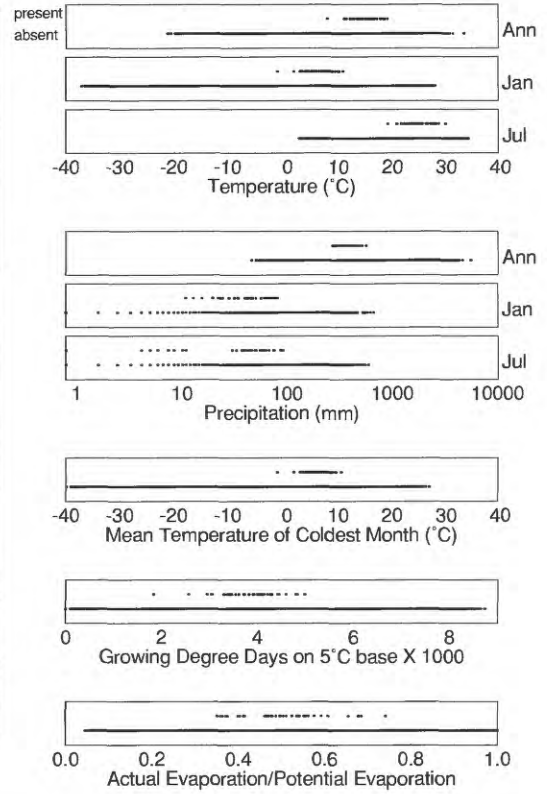 present
absent
Ann
Jan
Jul
-40 -30 -20 -10 0 10 20 30 40
Temperature (˚C)
Ann
Jan
Jul
1 10 100 1000 10000
Precipitation (mm)
-40 -30 -20 -10 0 10 20 30 40
Mean Temperature of Coldest Month (˚C)
0 2 4 6 8
Growing Degree Days on 5˚C base X 1000
0.0 0.2 0.4 0.6 0.8 1.0
Actual Evaporation/Potential Evaporation